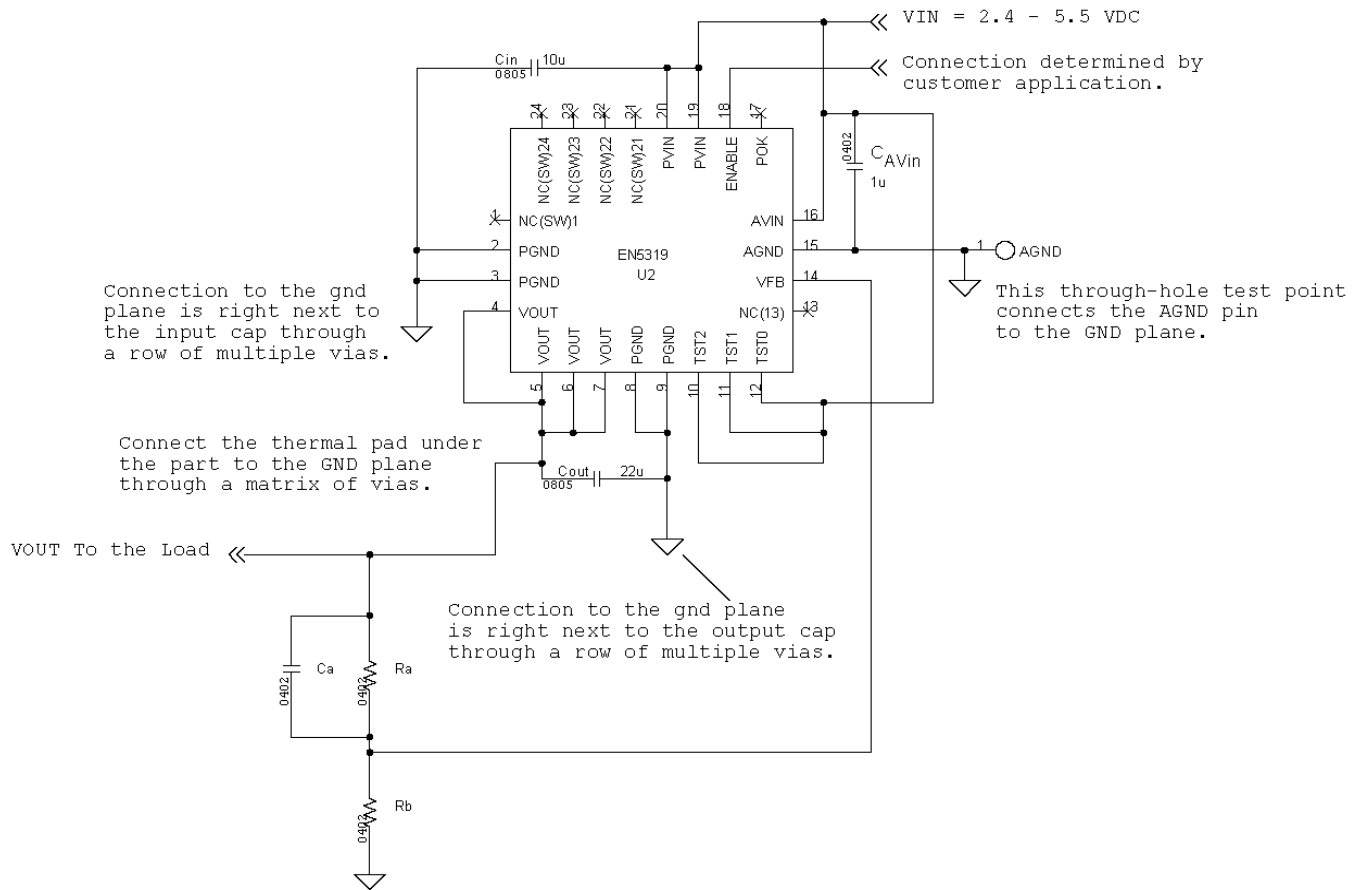 VIN = 2.4 - 5.5 VDC
Cin
10u
0805
Connection determined by
customer application.
24
23
22
21
20
19
18
17
NC(SW)24
NC(SW)23
NC(SW)22
NC(SW)21
PVIN
PVIN
ENABLE
POK
0402
CAVin
1u
1
NC(SW)1
AVIN
16
2
PGND
EN5319
AGND
15
1
AGND
U2
3
PGND
VFB
14
4
VOUT
NC(13)
13
Connection to the gnd
plane is right next to
the input cap through
a row of multiple vias.
This through-hole test point
connects the AGND pin
to the GND plane.
VOUT
VOUT
VOUT
PGND
PGND
TST2
TST1
TST0
5
6
7
8
9
10
11
12
Connect the thermal pad under
the part to the GND plane
through a matrix of vias.
Cout
22u
0805
VOUT To the Load
Connection to the gnd plane
is right next to the output cap
through a row of multiple vias.
Ca
0402
Ra
0402
Rb
0402